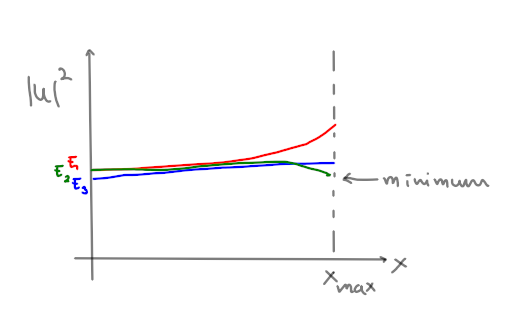 |u|²
E₂ E₁
E₃
minimum
x
x_max